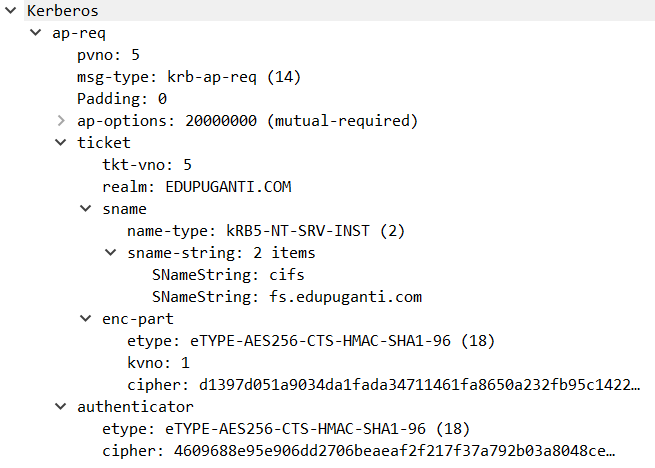 Kerberos
ap-req
pvno: 5
msg-type: krb-ap-req (14)
Padding: 0
ap-options: 20000000 (mutual-required)
ticket
tkt-vno: 5
realm: EDUPUGANTI.COM
sname
name-type: kRB5-NT-SRV-INST (2)
sname-string: 2 items
SNameString: cifs
SNameString: fs.edupuganti.com
enc-part
etype: eTYPE-AES256-CTS-HMAC-SHA1-96 (18)
kvno: 1
cipher: d1397d051a9034da1fada34711461fa8650a232fb95c1422…
authenticator
etype: eTYPE-AES256-CTS-HMAC-SHA1-96 (18)
cipher: 4609688e95e906dd2706beaeaf2f217f37a792b03a8048ce…